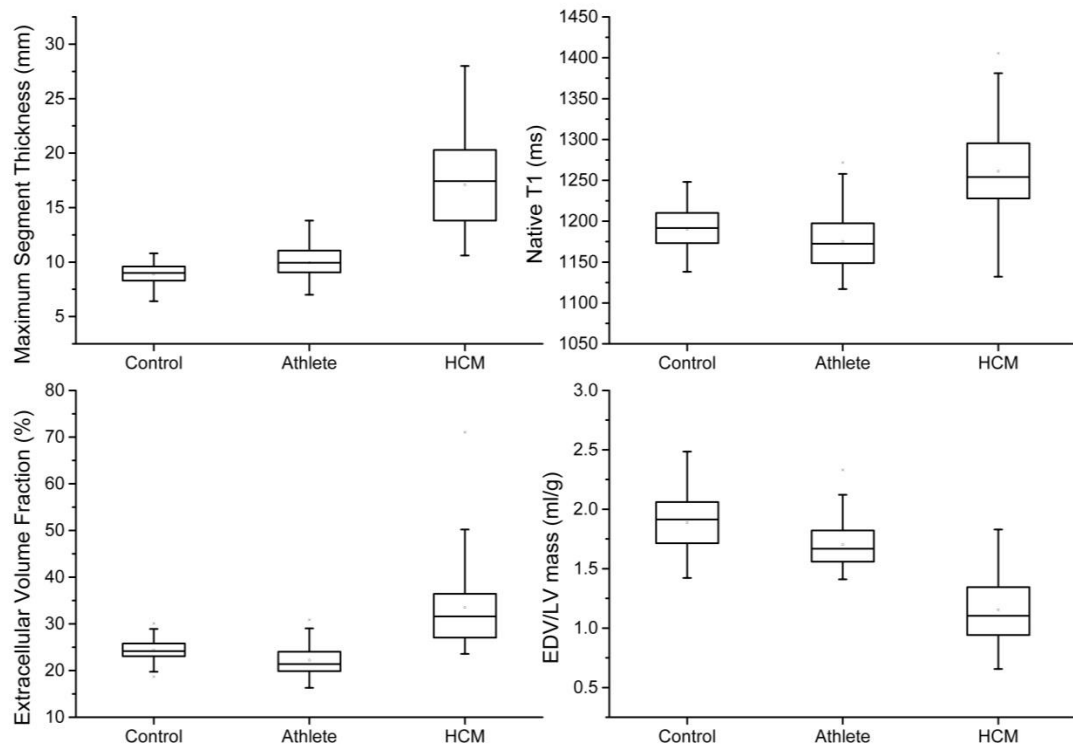 Maximum Segment Thickness (mm)
30
25
20
15
10
5
Control
Athlete
HCM
Native T1 (ms)
1450
1400
1350
1300
1250
1200
1150
1100
1050
Control
Athlete
HCM
Extracellular Volume Fraction (%)
80
70
60
50
40
30
20
10
Control
Athlete
HCM
EDV/LV mass (ml/g)
3.0
2.5
2.0
1.5
1.0
0.5
Control
Athlete
HCM